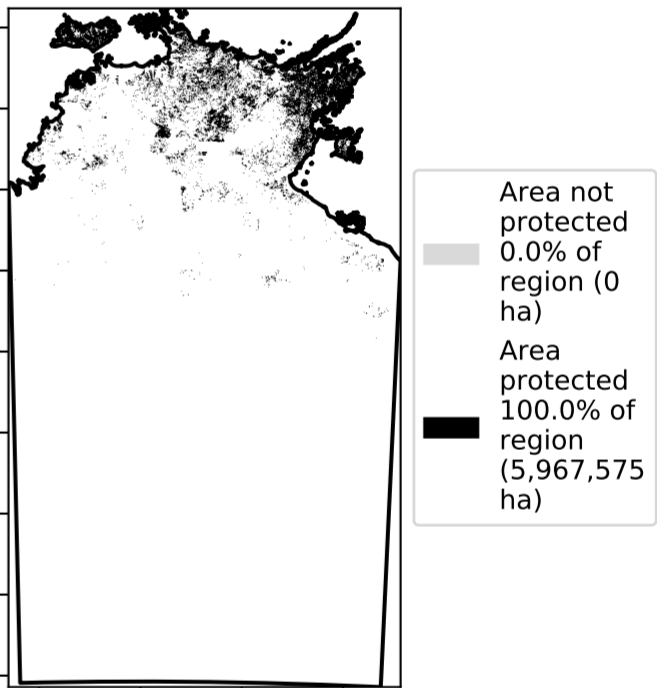 Area not
protected
0.0% of
region (0
ha)
Area
protected
100.0% of
region
(5,967,575
ha)